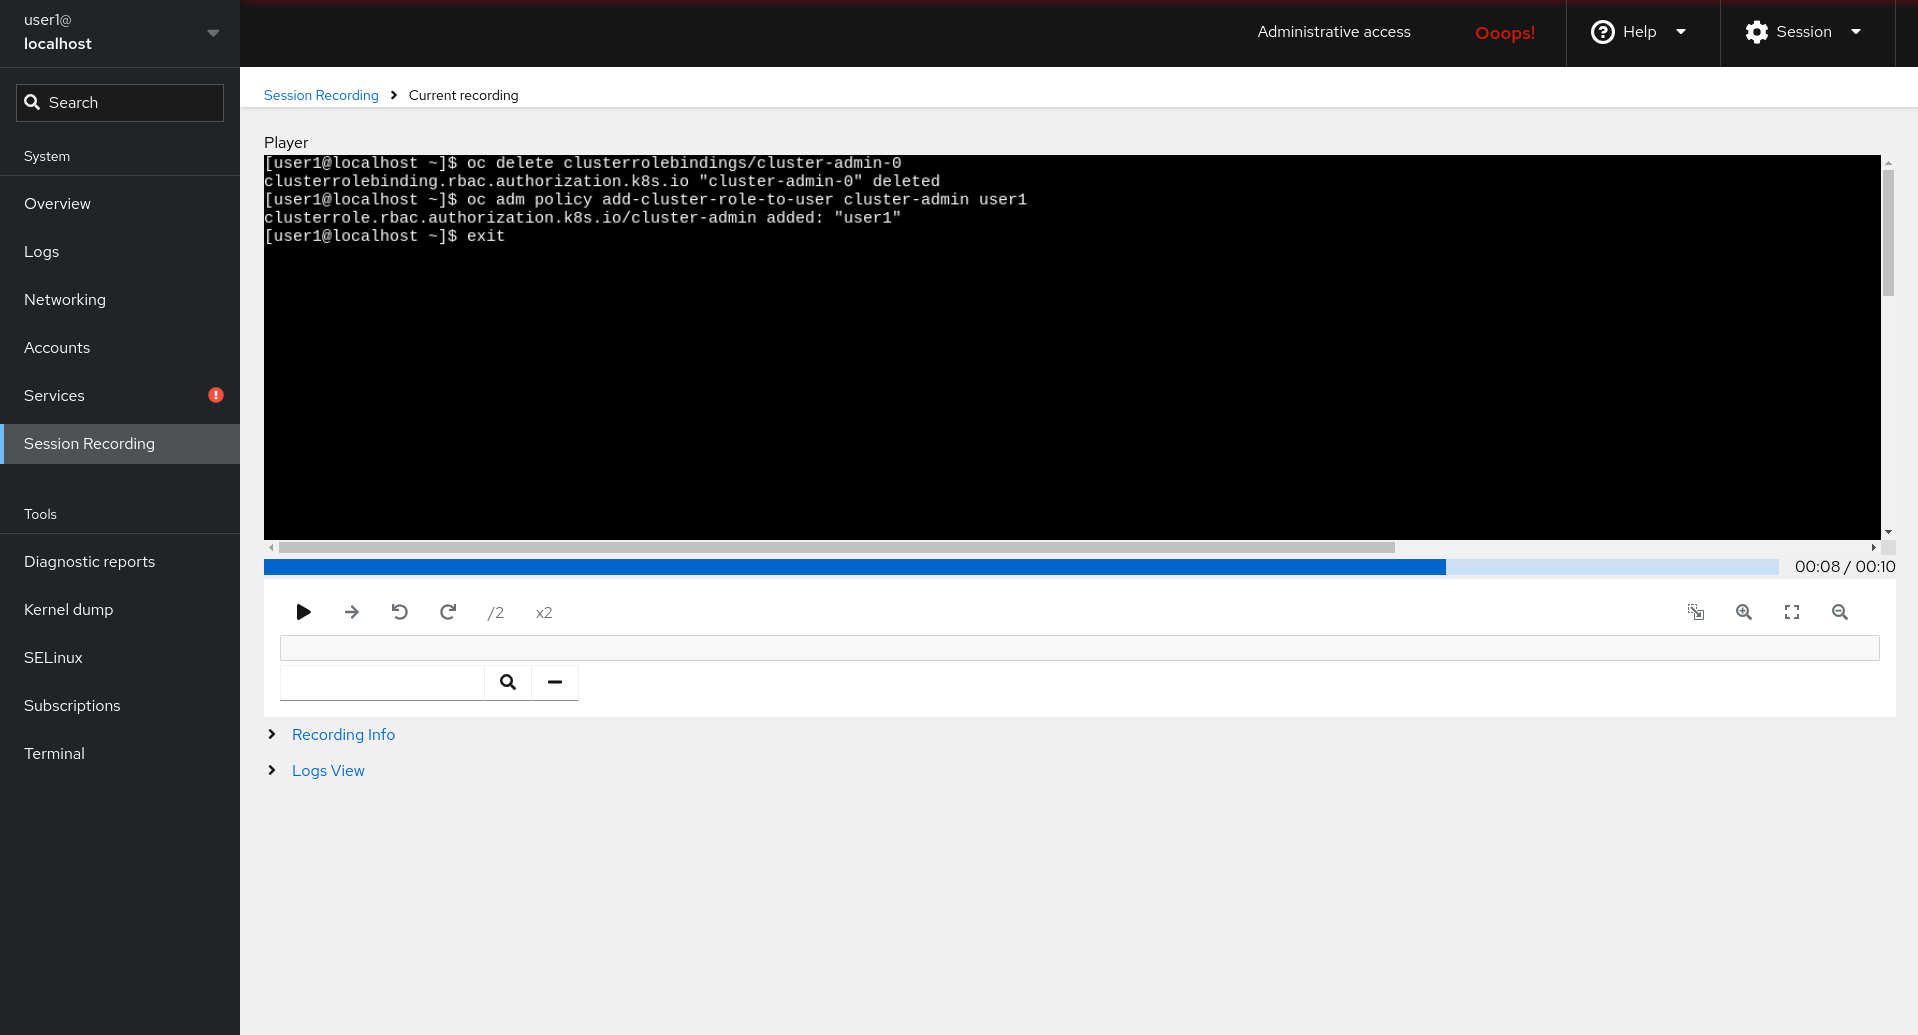 user1@
localhost
Administrative access
Ooops!
Help
Session
Search
System
Overview
Logs
Networking
Accounts
Services
Session Recording
Tools
Diagnostic reports
Kernel dump
SELinux
Subscriptions
Terminal
Session Recording > Current recording
Player
[user1@localhost ~]$ oc delete clusterrolebindings/cluster-admin-0
clusterrolebinding.rbac.authorization.k8s.io "cluster-admin-0" deleted
[user1@localhost ~]$ oc adm policy add-cluster-role-to-user cluster-admin user1
clusterrole.rbac.authorization.k8s.io/cluster-admin added: "user1"
[user1@localhost ~]$ exit
00:08 / 00:10
/2 x2
Recording Info
Logs View